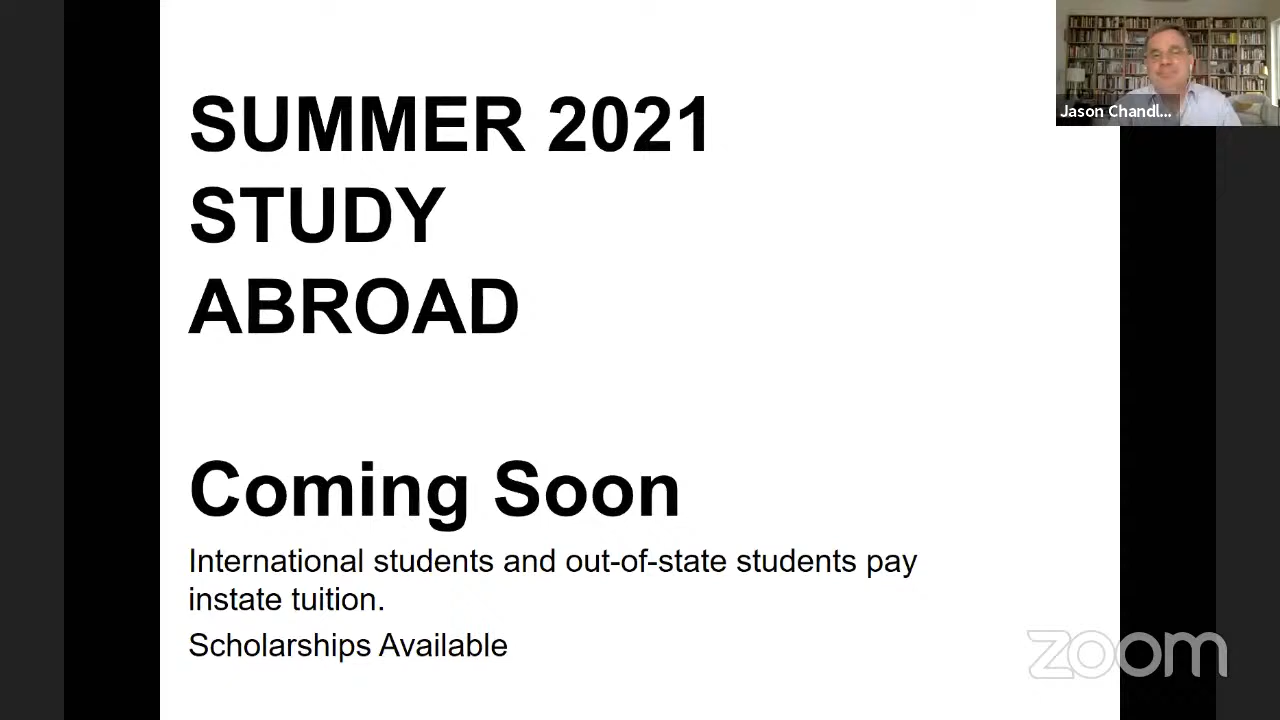 SUMMER 2021
STUDY
ABROAD
Coming Soon
International students and out-of-state students pay
instate tuition.
Scholarships Available
Jason Chandl...
zoom